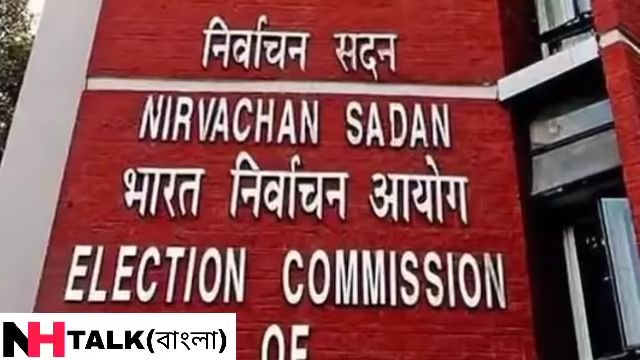 निर्वाचन सदन
NIRVACHAN SADAN
भारत निर्वाचन आयोग
ELECTION COMMISSION
OF
NHTALK(বাংলা)